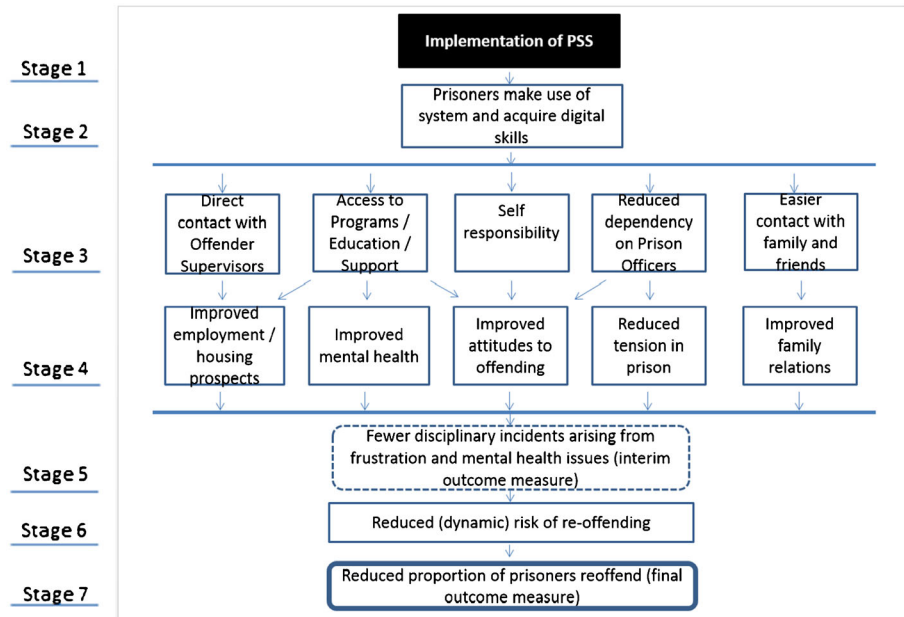 Implementation of PSS
Stage 1
Prisoners make use of
system and acquire digital
skills
Stage 2
Direct
contact with
Offender
Supervisors
Access to
Programs /
Education /
Support
Self
responsibility
Reduced
dependency
on Prison
Officers
Easier
contact with
family and
friends
Stage 3
Improved
employment /
housing
prospects
Improved
mental health
Improved
attitudes to
offending
Reduced
tension in
prison
Improved
family
relations
Stage 4
Fewer disciplinary incidents arising from
frustration and mental health issues (interim
outcome measure)
Stage 5
Reduced (dynamic) risk of re-offending
Stage 6
Reduced proportion of prisoners reoffend (final
outcome measure)
Stage 7